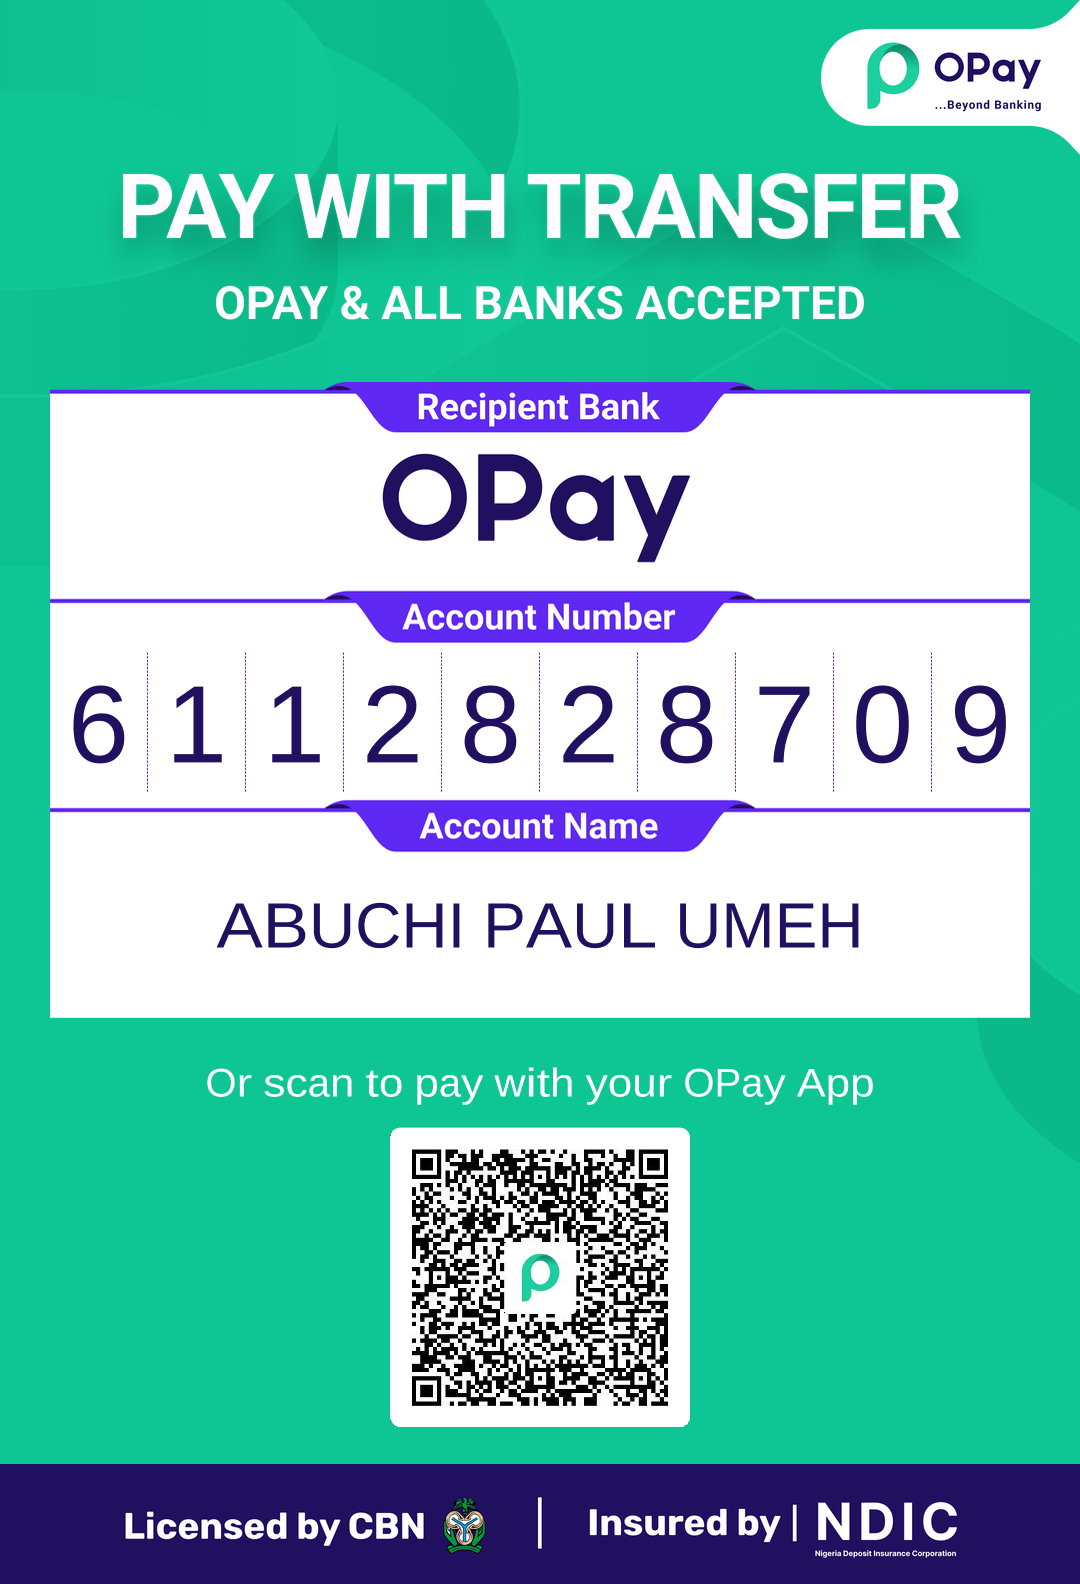 OPay
...Beyond Banking
PAY WITH TRANSFER
OPAY & ALL BANKS ACCEPTED
Recipient Bank
OPay
Account Number
6 1 1 2 8 2 8 7 0 9
Account Name
ABUCHI PAUL UMEH
Or scan to pay with your OPay App
Licensed by CBN | Insured by | NDIC
Nigeria Deposit Insurance Corporation